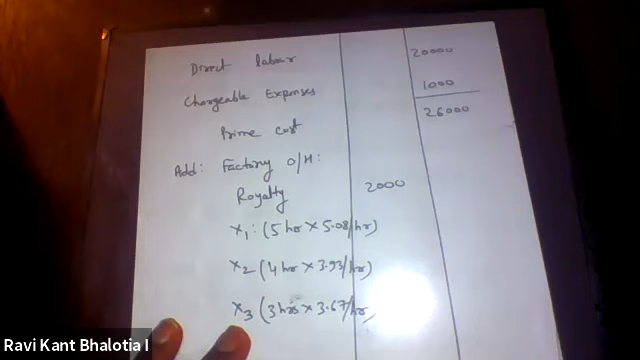 Direct labour 20000
Chargeable Expenses 1000
Prime cost 26000
Add: Factory O/H:
Royalty 2000
X1: (5 hr × 5.08/hr)
X2 (4 hr × 3.93/hr)
X3 (3 hrs × 3.67/hr,
Ravi Kant Bhalotia I